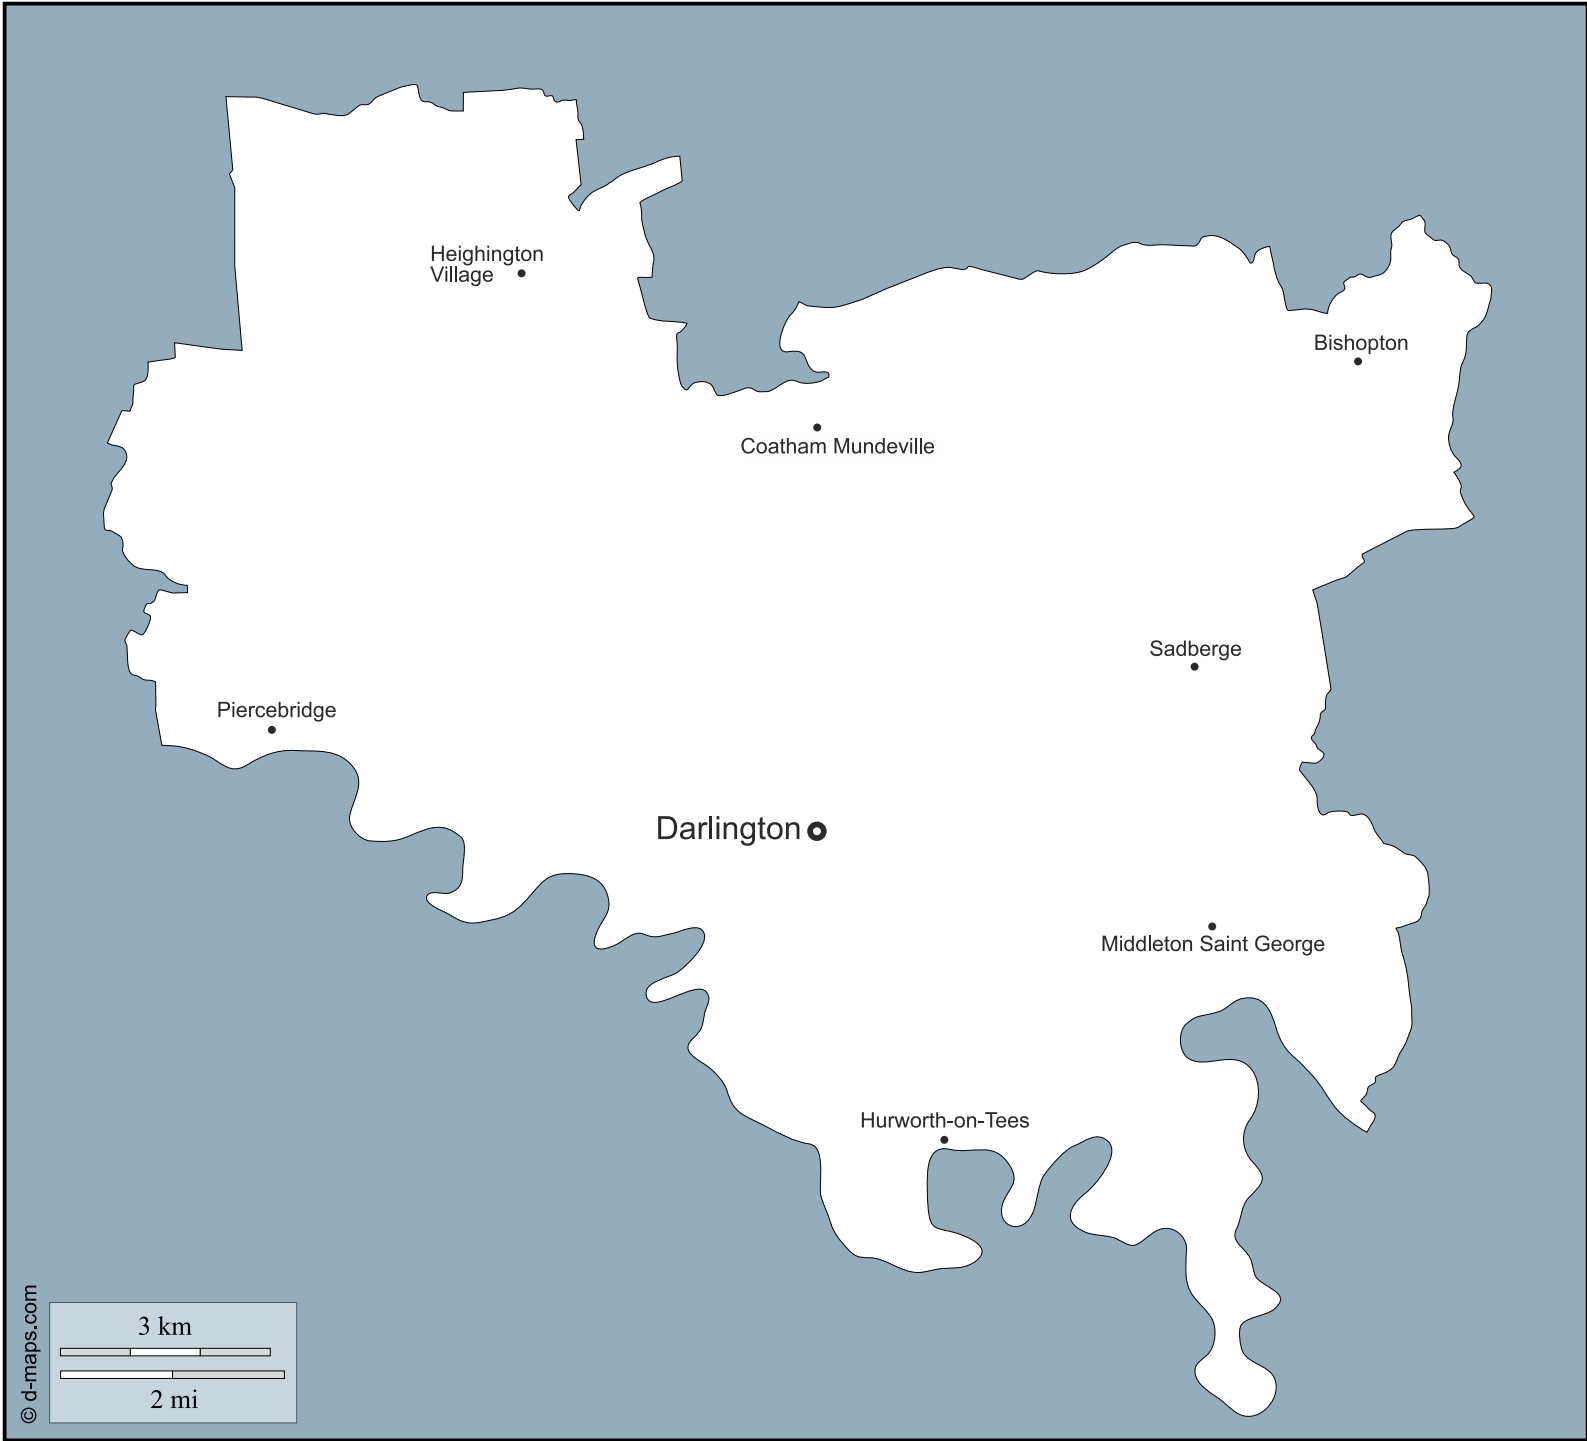 Heighington
Village
Bishopton
Coatham Mundeville
Sadberge
Piercebridge
Darlington
Middleton Saint George
Hurworth-on-Tees
3 km
2 mi
© d-maps.com